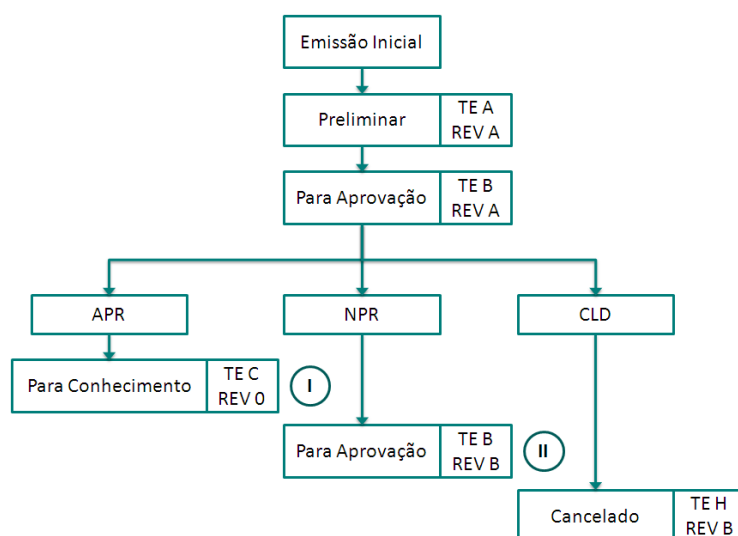 Emissão Inicial
Preliminar
TE A
REV A
Para Aprovação
TE B
REV A
APR
NPR
CLD
Para Conhecimento
TE C
REV 0
I
Para Aprovação
TE B
REV B
II
Cancelado
TE H
REV B